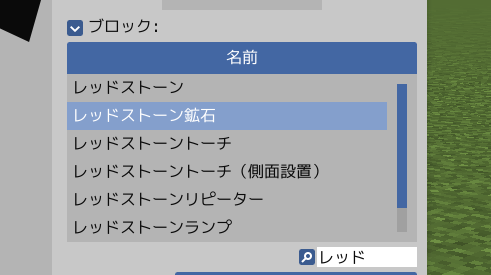 ブロック:
名前
レッドストーン
レッドストーン鉱石
レッドストーントーチ
レッドストーントーチ（側面設置）
レッドストーンリピーター
レッドストーンランプ
レッド